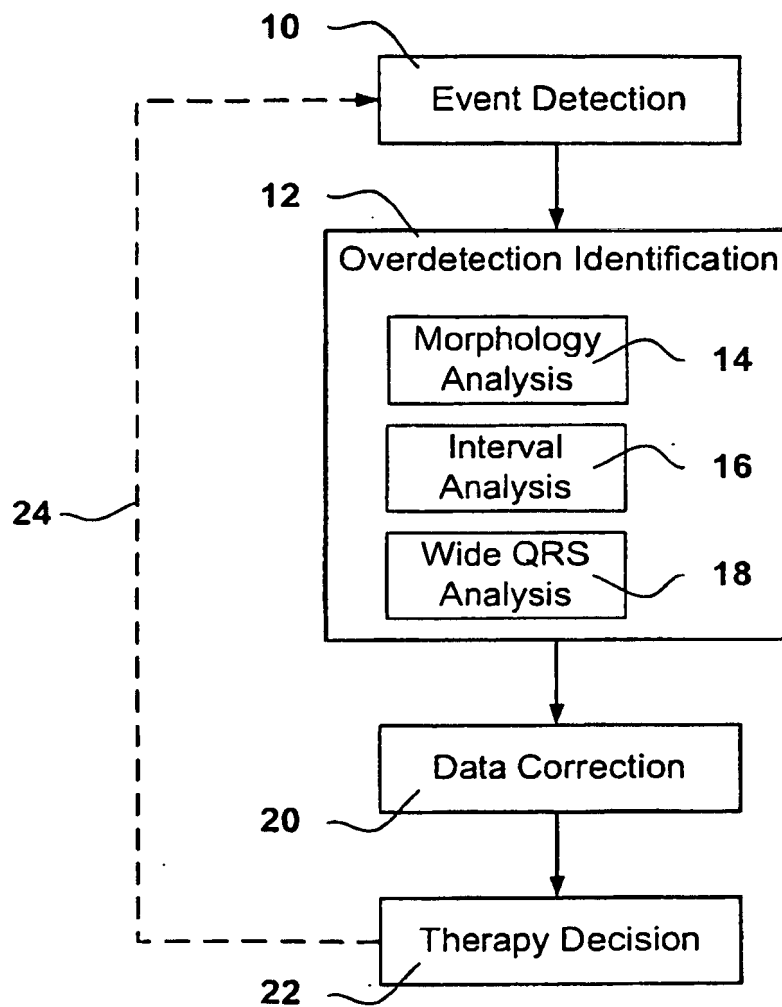 10
Event Detection
12
Overdetection Identification
Morphology
Analysis
14
Interval
Analysis
16
24
Wide QRS
Analysis
18
Data Correction
20
Therapy Decision
22